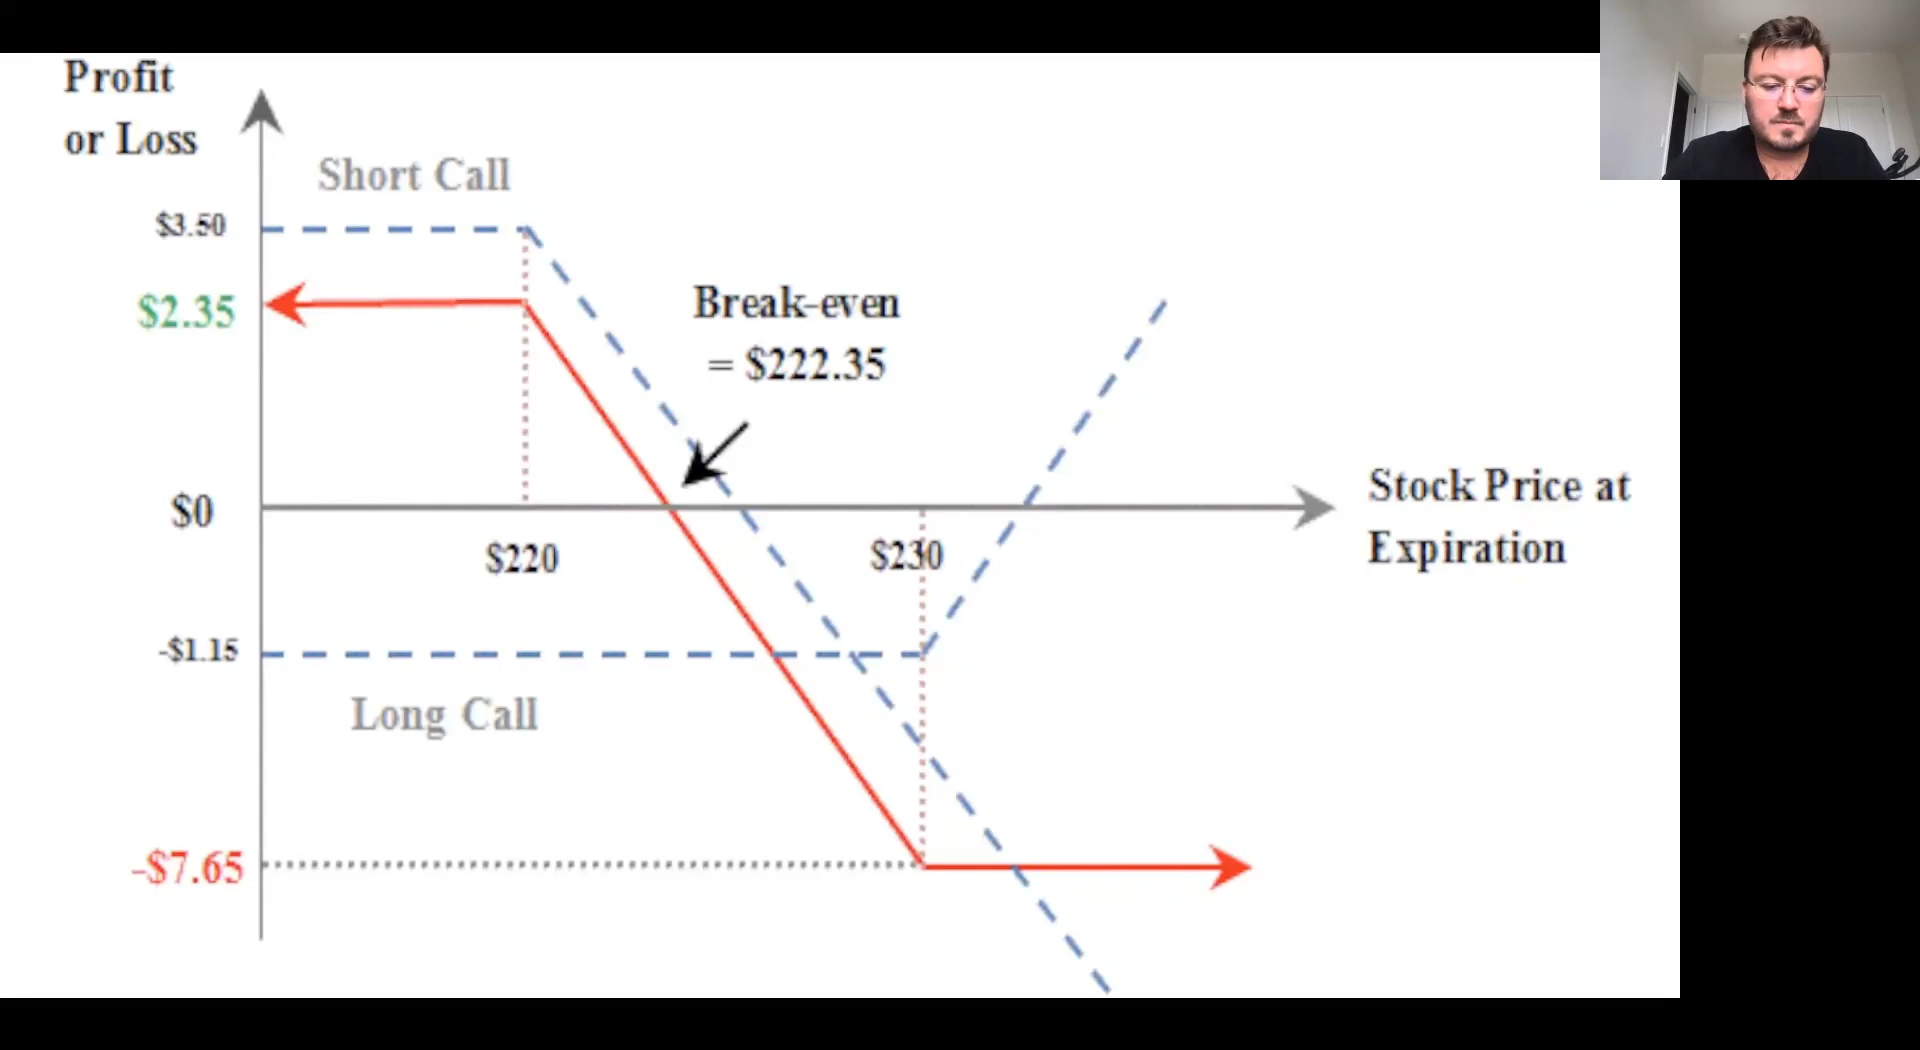 Profit
or Loss
Short Call
$3.50
$2.35
Break-even
= $222.35
$0
Stock Price at
Expiration
$220
$230
-$1.15
Long Call
-$7.65